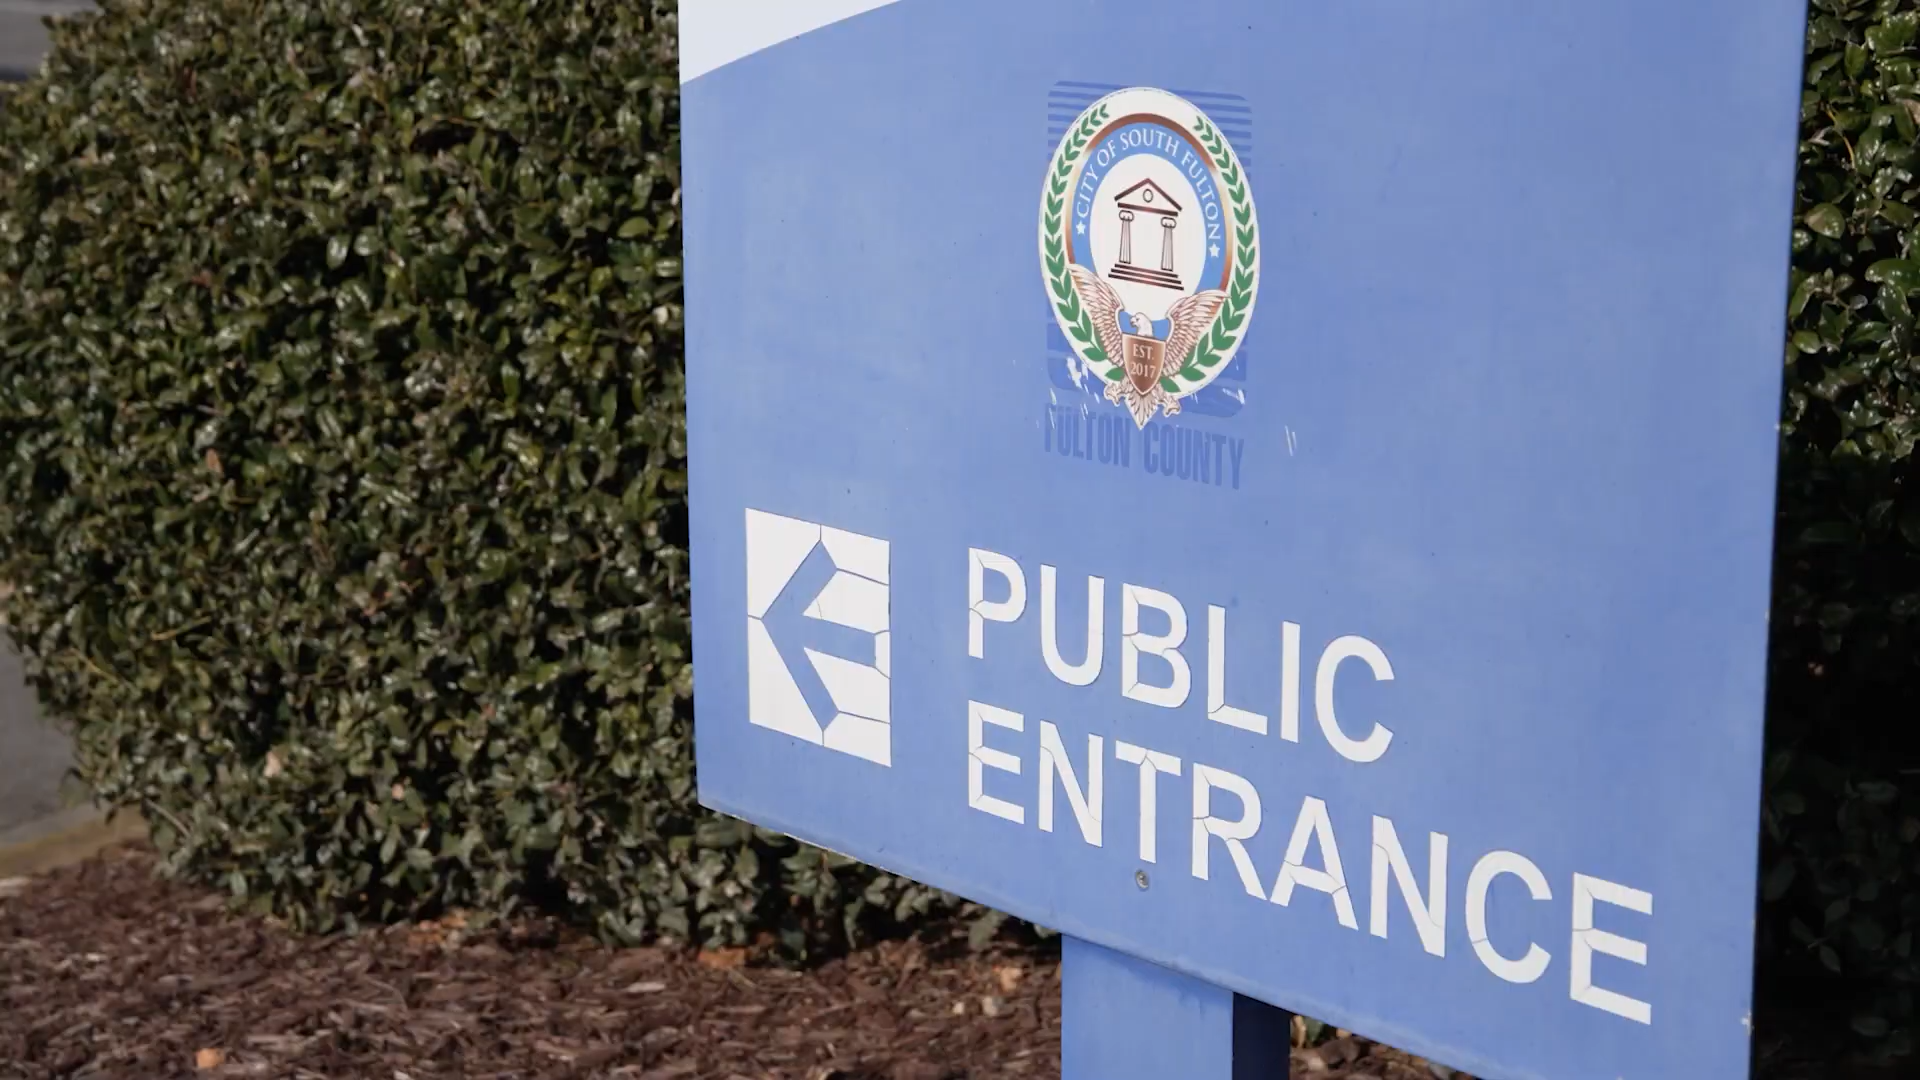 CITY OF SOUTH FULTON
EST.
2017
FULTON COUNTY
PUBLIC
ENTRANCE